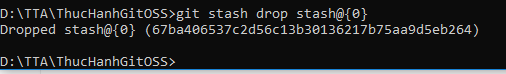 D:\TTA\ThucHanhGitOSS>git stash drop stash@{0}
Dropped stash@{0} (67ba406537c2d56c13b30136217b75aa9d5eb264)
D:\TTA\ThucHanhGitOSS>